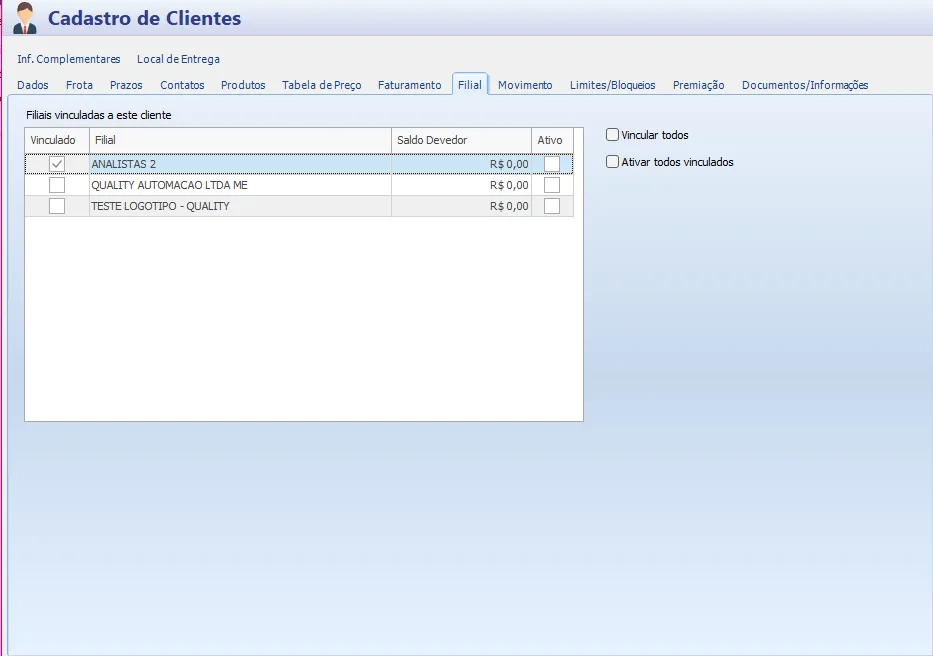 Cadastro de Clientes
Inf. Complementares Local de Entrega
Dados Frota Prazos Contatos Produtos Tabela de Preço Faturamento Filial Movimento Limites/Bloqueios Premiação Documentos/Informações
Filiais vinculadas a este cliente
Vinculado Filial Saldo Devedor Ativo
ANALISTAS 2 R$ 0,00
QUALITY AUTOMACAO LTDA ME R$ 0,00
TESTE LOGOTIPO - QUALITY R$ 0,00
Vincular todos
Ativar todos vinculados